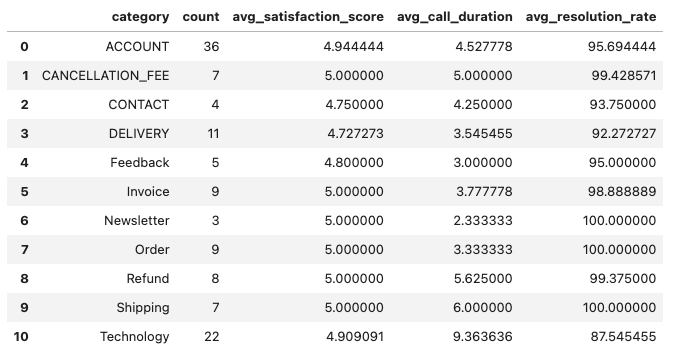 category count avg_satisfaction_score avg_call_duration avg_resolution_rate
0 ACCOUNT 36 4.944444 4.527778 95.694444
1 CANCELLATION_FEE 7 5.000000 5.000000 99.428571
2 CONTACT 4 4.750000 4.250000 93.750000
3 DELIVERY 11 4.727273 3.545455 92.272727
4 Feedback 5 4.800000 3.000000 95.000000
5 Invoice 9 5.000000 3.777778 98.888889
6 Newsletter 3 5.000000 2.333333 100.000000
7 Order 9 5.000000 3.333333 100.000000
8 Refund 8 5.000000 5.625000 99.375000
9 Shipping 7 5.000000 6.000000 100.000000
10 Technology 22 4.909091 9.363636 87.545455